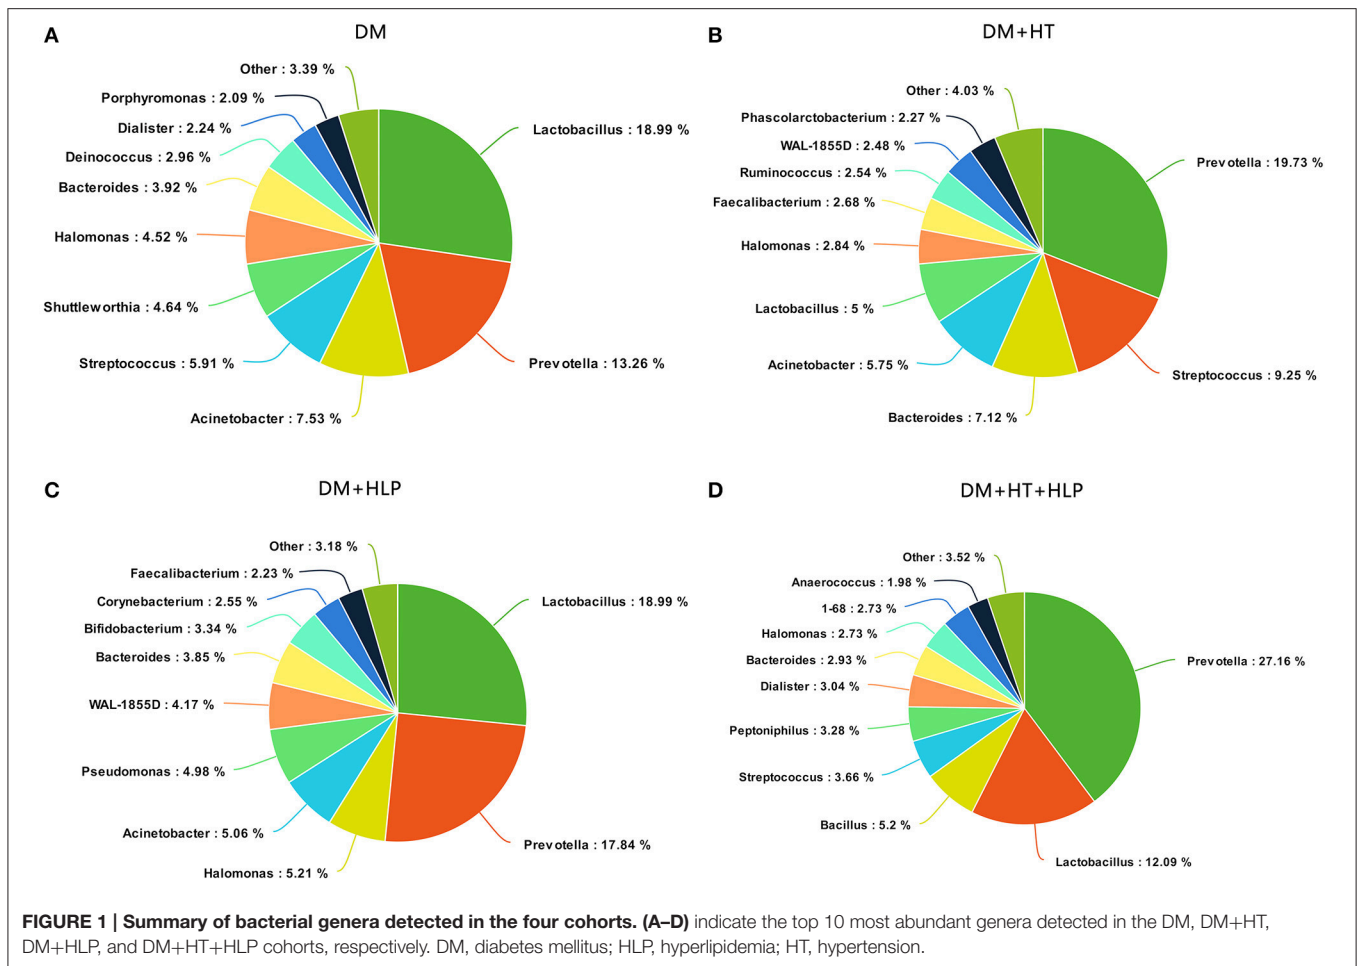 A
DM
Other : 3.39 %
Porphyromonas : 2.09 %
Dialister : 2.24 %
Deinococcus : 2.96 %
Bacteroides : 3.92 %
Halomonas : 4.52 %
Shuttleworthia : 4.64 %
Streptococcus : 5.91 %
Acinetobacter : 7.53 %
Prevotella : 13.26 %
Lactobacillus : 18.99 %
B
DM+HT
Other : 4.03 %
Phascolarctobacterium : 2.27 %
WAL-1855D : 2.48 %
Ruminococcus : 2.54 %
Faecalibacterium : 2.68 %
Halomonas : 2.84 %
Lactobacillus : 5 %
Acinetobacter : 5.75 %
Bacteroides : 7.12 %
Streptococcus : 9.25 %
Prevotella : 19.73 %
C
DM+HLP
Other : 3.18 %
Faecalibacterium : 2.23 %
Corynebacterium : 2.55 %
Bifidobacterium : 3.34 %
Bacteroides : 3.85 %
WAL-1855D : 4.17 %
Pseudomonas : 4.98 %
Acinetobacter : 5.06 %
Halomonas : 5.21 %
Prevotella : 17.84 %
Lactobacillus : 18.99 %
D
DM+HT+HLP
Other : 3.52 %
Anaerococcus : 1.98 %
1-68 : 2.73 %
Halomonas : 2.73 %
Bacteroides : 2.93 %
Dialister : 3.04 %
Peptoniphilus : 3.28 %
Streptococcus : 3.66 %
Bacillus : 5.2 %
Lactobacillus : 12.09 %
Prevotella : 27.16 %
FIGURE 1 | Summary of bacterial genera detected in the four cohorts. (A–D) indicate the top 10 most abundant genera detected in the DM, DM+HT,
DM+HLP, and DM+HT+HLP cohorts, respectively. DM, diabetes mellitus; HLP, hyperlipidemia; HT, hypertension.